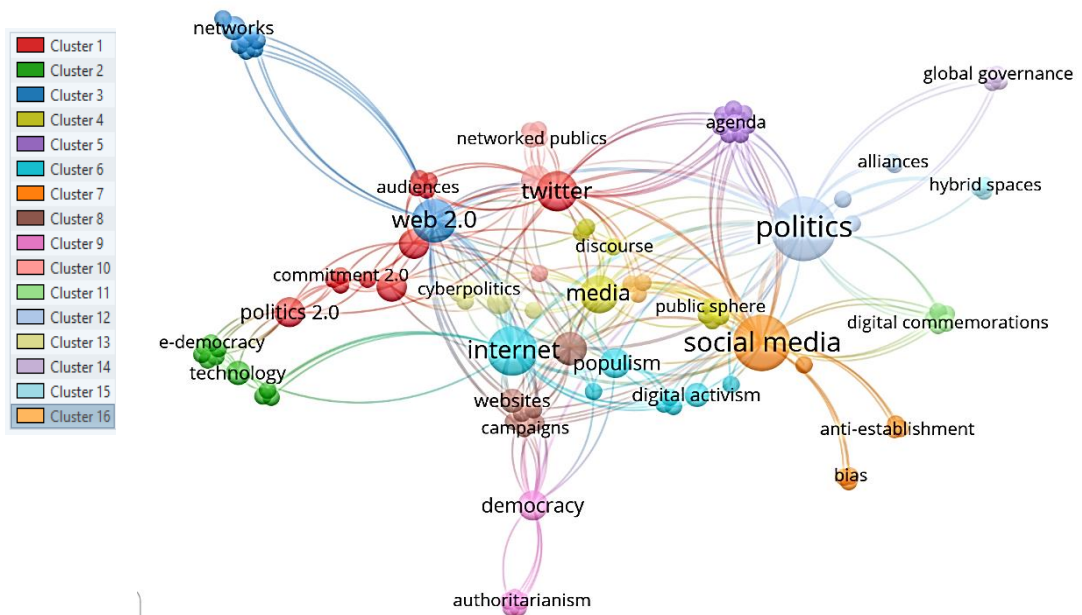 Cluster 1
Cluster 2
Cluster 3
Cluster 4
Cluster 5
Cluster 6
Cluster 7
Cluster 8
Cluster 9
Cluster 10
Cluster 11
Cluster 12
Cluster 13
Cluster 14
Cluster 15
Cluster 16
networks
global governance
agenda
networked publics
alliances
audiences
twitter
hybrid spaces
web 2.0
politics
discourse
commitment 2.0
cyberpolitics
media
politics 2.0
public sphere
digital commemorations
e-democracy
internet
social media
populism
technology
websites
digital activism
campaigns
anti-establishment
bias
democracy
authoritarianism